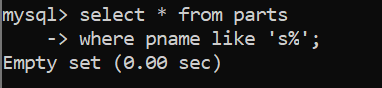 mysql> select * from parts
    -> where pname like 's%';
Empty set (0.00 sec)